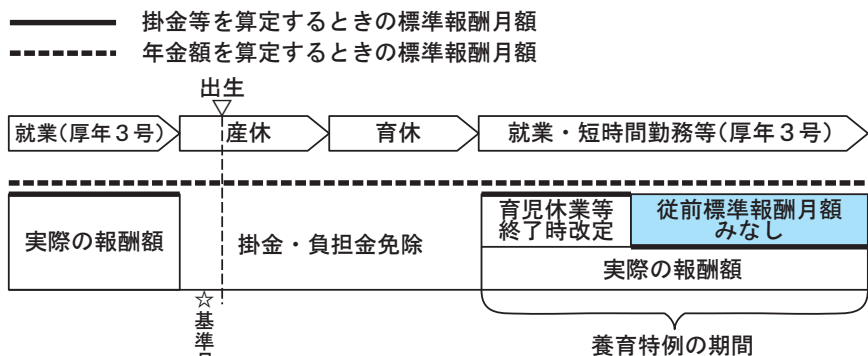 掛金等を算定するときの標準報酬月額
年金額を算定するときの標準報酬月額
出生
就業(厚年3号)
産休
育休
就業・短時間勤務等(厚年3号)
実際の報酬額
掛金・負担金免除
育児休業等
終了時改定
従前標準報酬月額
みなし
実際の報酬額
☆基準
養育特例の期間